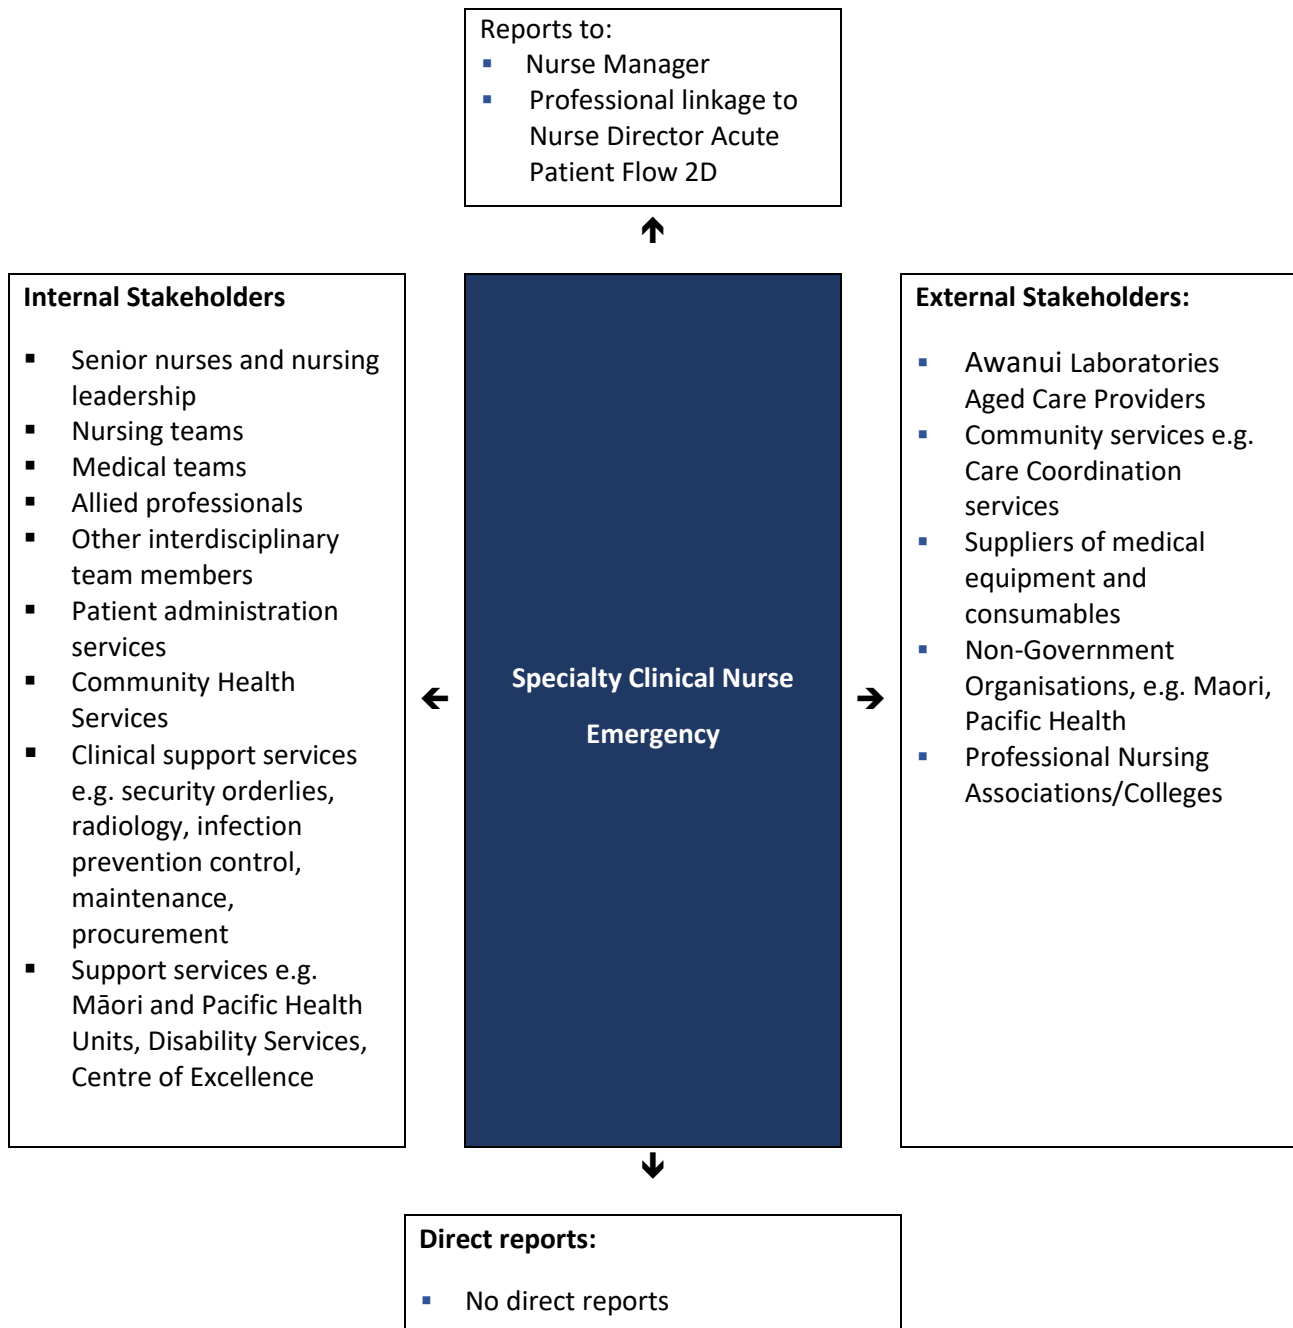 Reports to:
▪ Nurse Manager
▪ Professional linkage to
Nurse Director Acute
Patient Flow 2D
🡩
Internal Stakeholders
▪ Senior nurses and nursing
leadership
▪ Nursing teams
▪ Medical teams
▪ Allied professionals
▪ Other interdisciplinary
team members
▪ Patient administration
services
▪ Community Health
Services
▪ Clinical support services
e.g. security orderlies,
radiology, infection
prevention control,
maintenance,
procurement
▪ Support services e.g.
Māori and Pacific Health
Units, Disability Services,
Centre of Excellence
🡨
Specialty Clinical Nurse
Emergency
🡪
External Stakeholders:
▪ Awanui Laboratories
Aged Care Providers
▪ Community services e.g.
Care Coordination
services
▪ Suppliers of medical
equipment and
consumables
▪ Non-Government
Organisations, e.g. Maori,
Pacific Health
▪ Professional Nursing
Associations/Colleges
🡫
Direct reports:
▪ No direct reports